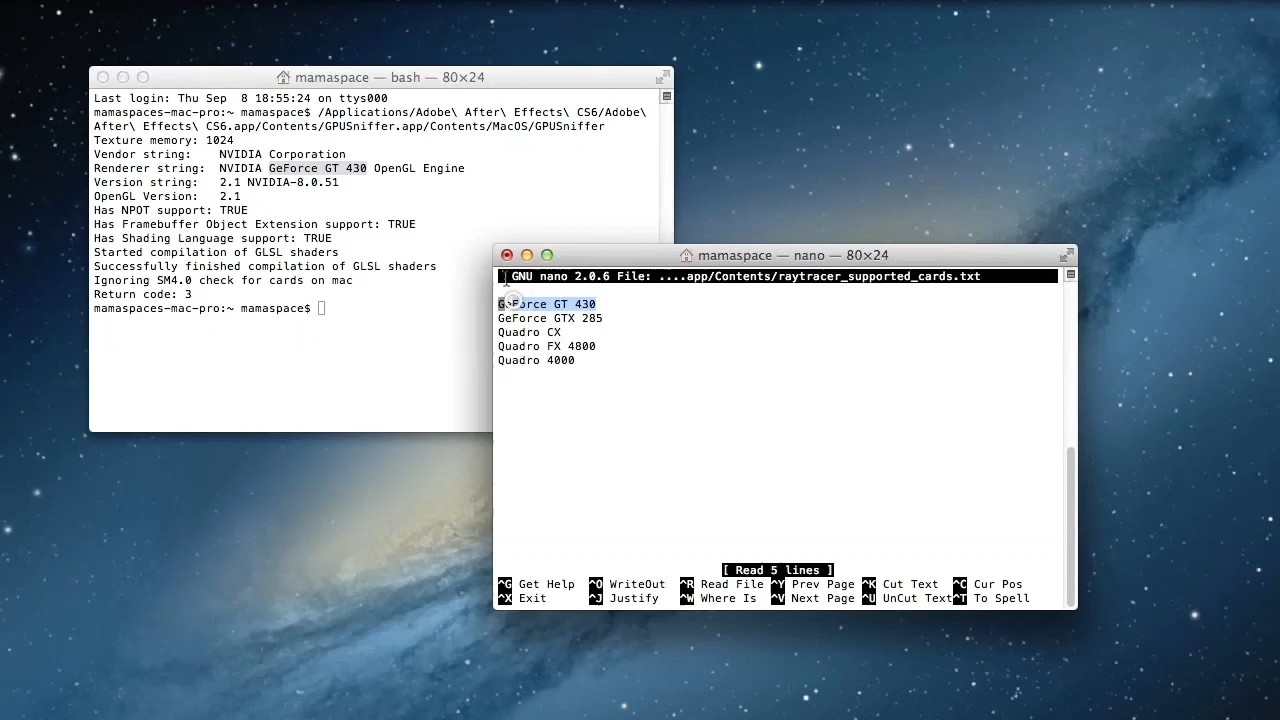 mamaspace — bash — 80×24
Last login: Thu Sep  8 18:55:24 on ttys000
mamaspaces-mac-pro:~ mamaspace$ /Applications/Adobe\ After\ Effects\ CS6/Adobe\
After\ Effects\ CS6.app/Contents/GPUSniffer.app/Contents/MacOS/GPUSniffer
Texture memory: 1024
Vendor string:    NVIDIA Corporation
Renderer string:  NVIDIA GeForce GT 430 OpenGL Engine
Version string:   2.1 NVIDIA-8.0.51
OpenGL Version:   2.1
Has NPOT support: TRUE
Has Framebuffer Object Extension support: TRUE
Has Shading Language support: TRUE
Started compilation of GLSL shaders
Successfully finished compilation of GLSL shaders
Ignoring SM4.0 check for cards on mac
Return code: 3
mamaspaces-mac-pro:~ mamaspace$
mamaspace — nano — 80×24
GNU nano 2.0.6 File: ....app/Contents/raytracer_supported_cards.txt
GeForce GT 430
GeForce GTX 285
Quadro CX
Quadro FX 4800
Quadro 4000
[ Read 5 lines ]
^G Get Help  ^O WriteOut  ^R Read File ^Y Prev Page ^K Cut Text  ^C Cur Pos
^X Exit      ^J Justify   ^W Where Is  ^V Next Page ^U UnCut Text^T To Spell